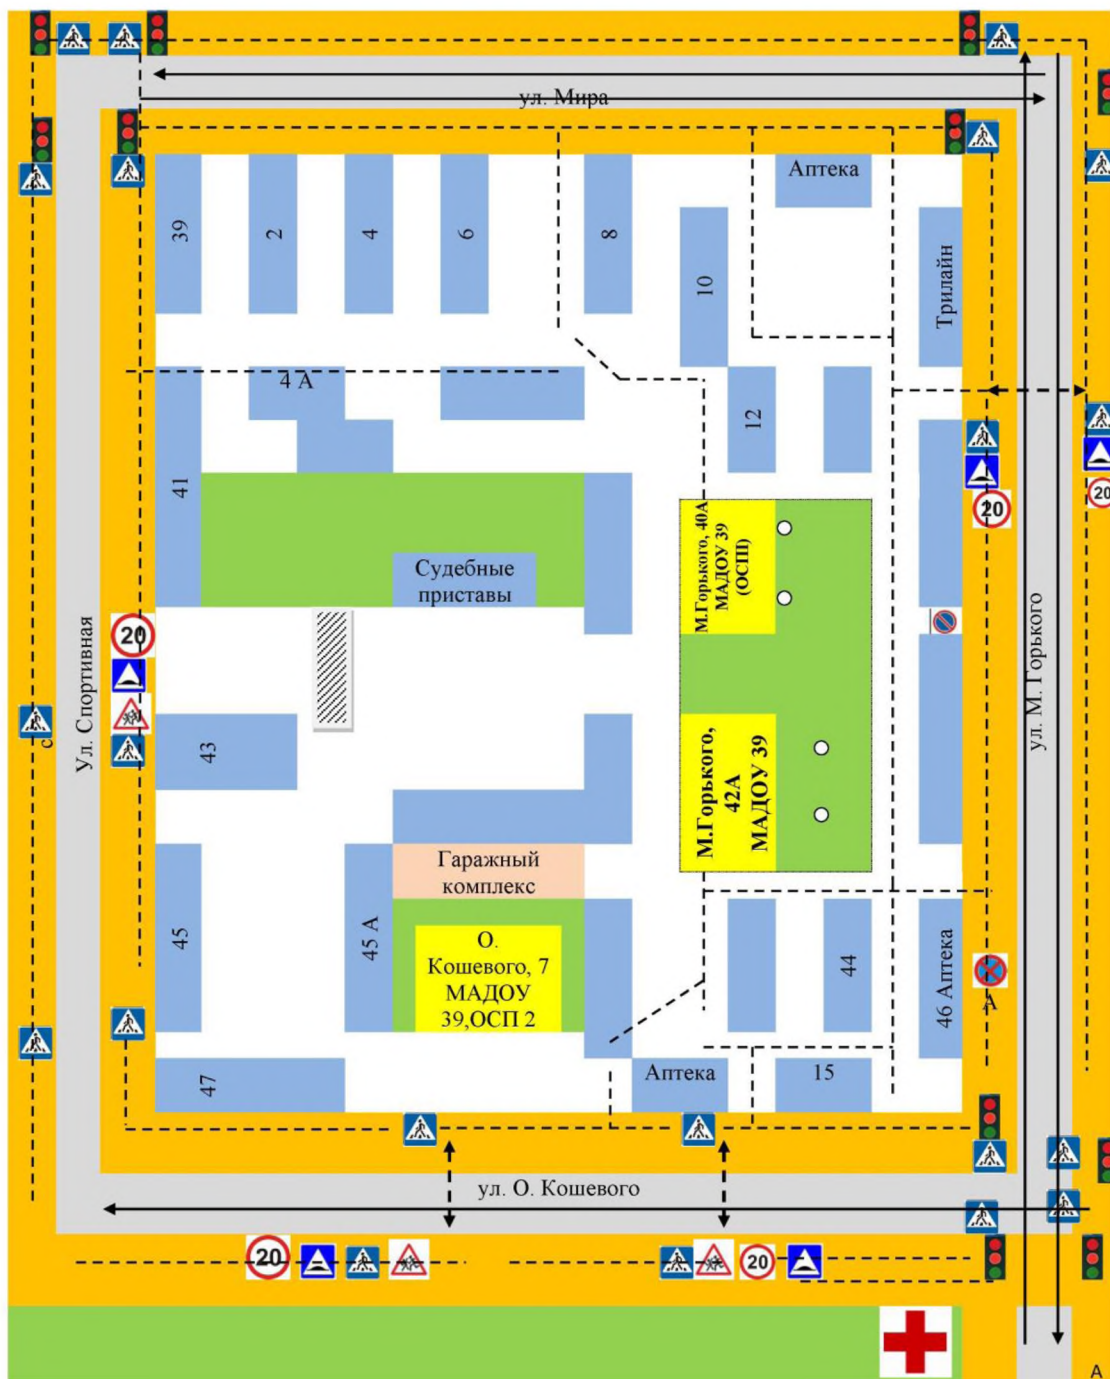 ул. Мира
Аптека
39
2
4
6
8
10
Трилайн
4 А
12
41
20
20
М.Горького, 40А
МАДОУ 39
(ОСП)
Судебные
приставы
20
Ул. Спортивная
с
ул. М. Горького
43
М.Горького,
42А
МАДОУ 39
Гаражный
комплекс
45
45 А
О.
Кошевого, 7
МАДОУ
39,ОСП 2
44
46 Аптека
А
47
Аптека
15
ул. О. Кошевого
20
20
А